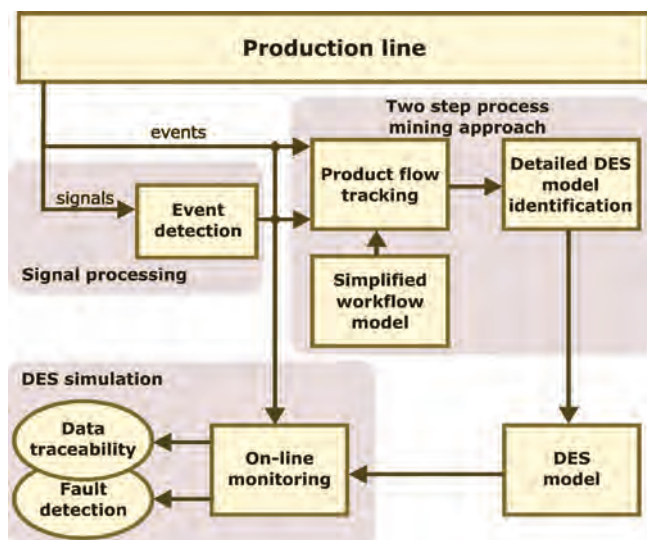 Production line
Two step process
mining approach
events
Product flow
tracking
Detailed DES
model
identification
signals
Event
detection
Signal processing
Simplified
workflow
model
DES simulation
Data
traceability
On-line
monitoring
DES
model
Fault
detection